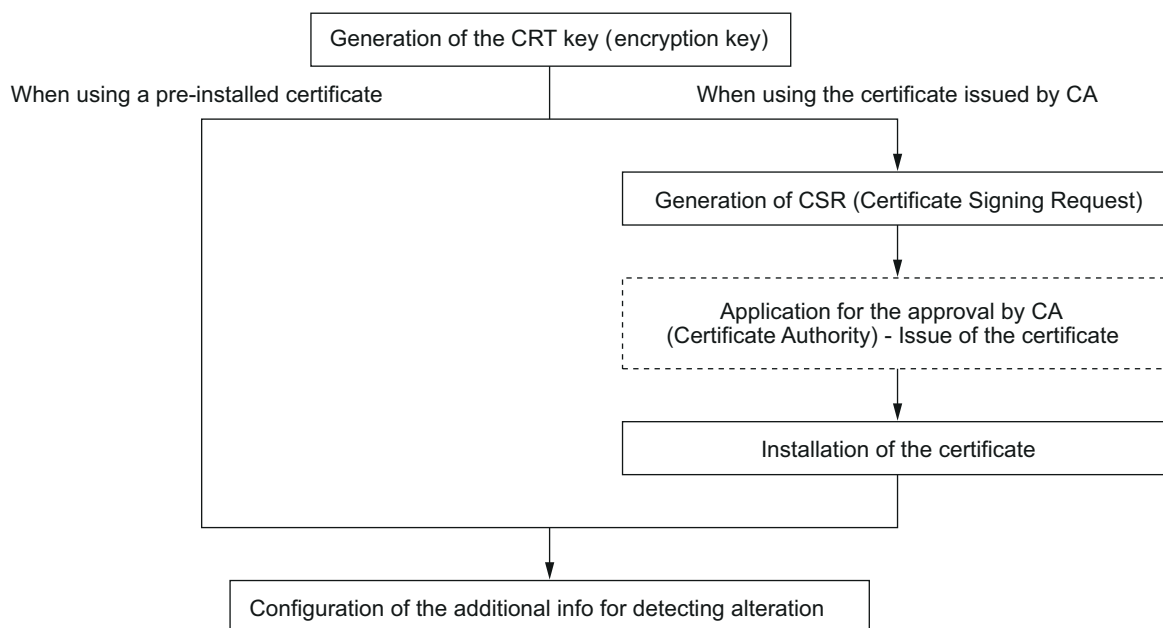 Generation of the CRT key (encryption key)
When using a pre-installed certificate
When using the certificate issued by CA
Generation of CSR (Certificate Signing Request)
Application for the approval by CA
(Certificate Authority) - Issue of the certificate
Installation of the certificate
Configuration of the additional info for detecting alteration